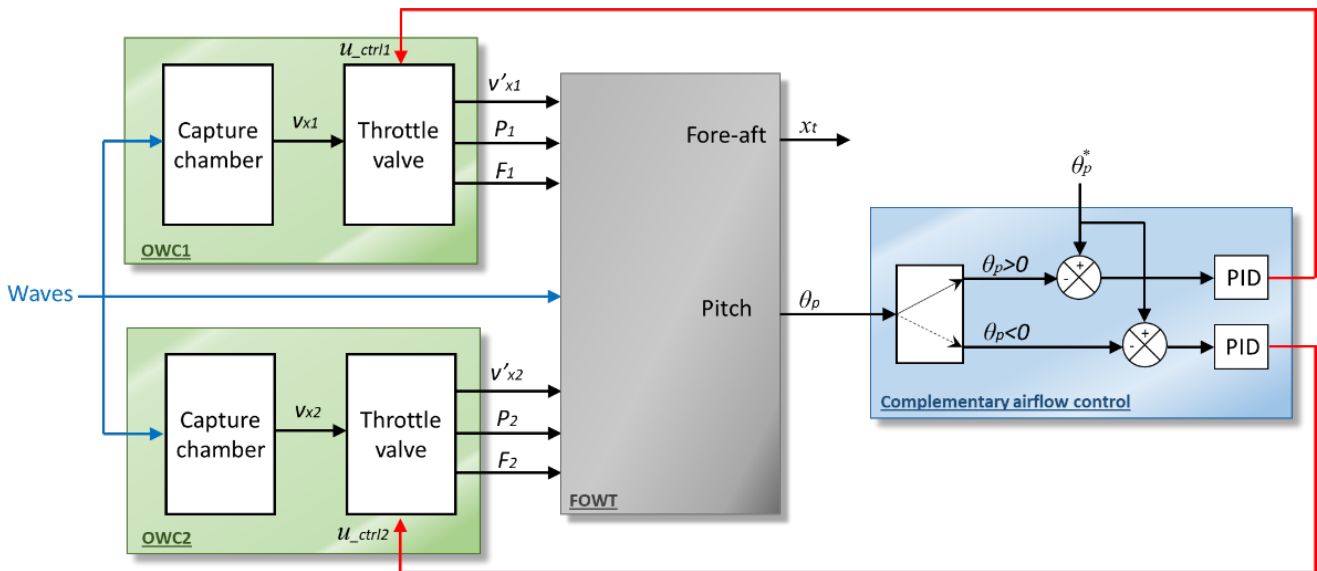 u_ctrl1
Capture
chamber
vx1
Throttle
valve
v'x1
P1
F1
OWC1
Waves
Capture
chamber
vx2
Throttle
valve
v'x2
P2
F2
u_ctrl2
OWC2
Fore-aft
xt
Pitch
θp
FOWT
θp*
θp>0
+
-
PID
θp<0
+
-
PID
Complementary airflow control